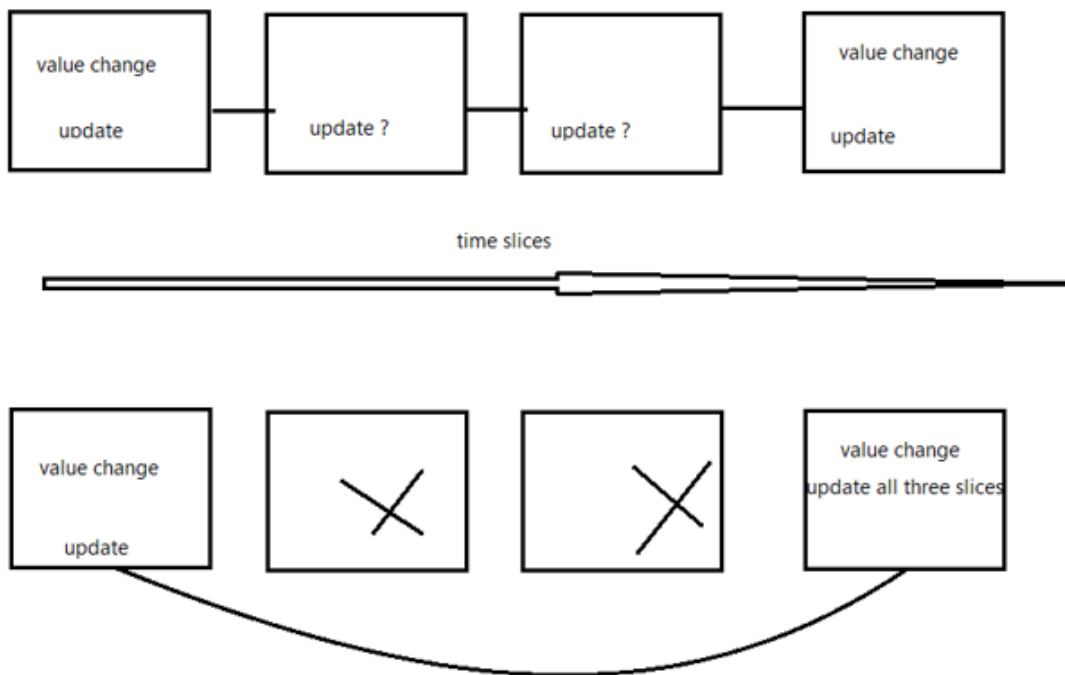 value change
update
update ?
update ?
value change
update
time slices
value change
update
value change
update all three slices